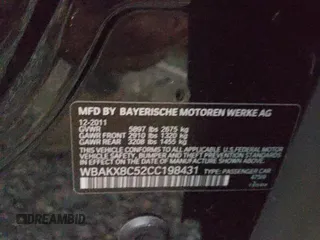 MFD BY BAYERISCHE MOTOREN WERKE AG
12-2011
GVWR 5897 lbs 2675 kg
GAWR FRONT 2910 lbs 1320 kg
GAWR REAR 3208 lbs 1455 kg
THIS VEHICLE CONFORMS TO ALL APPLICABLE
FEDERAL MOTOR VEHICLE SAFETY, BUMPER, AND
THEFT PREVENTION STANDARDS IN EFFECT ON THE
DATE OF MANUFACTURE SHOWN ABOVE.
WBAKX8C52CC198431 TYPE: PASSENGER CAR
DREAMBID